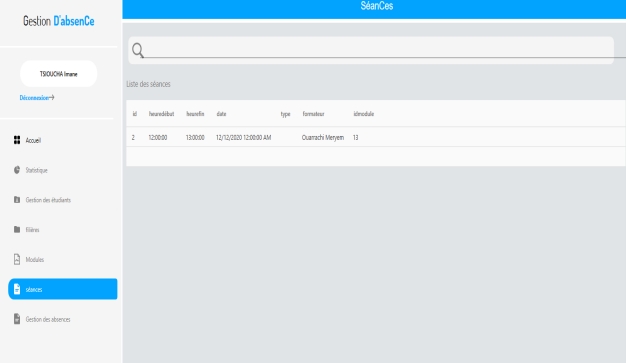 Gestion D'absenCe
TSIOUCHA Imane
Déconnexion→
Accueil
Statistique
Gestion des étudiants
filières
Modules
séances
Gestion des absences
SéanCes
Liste des séances
id heuredébut heurefin date type formateur idmodule
2 12:00:00 13:00:00 12/12/2020 12:00:00 AM Ouarrachi Meryem 13